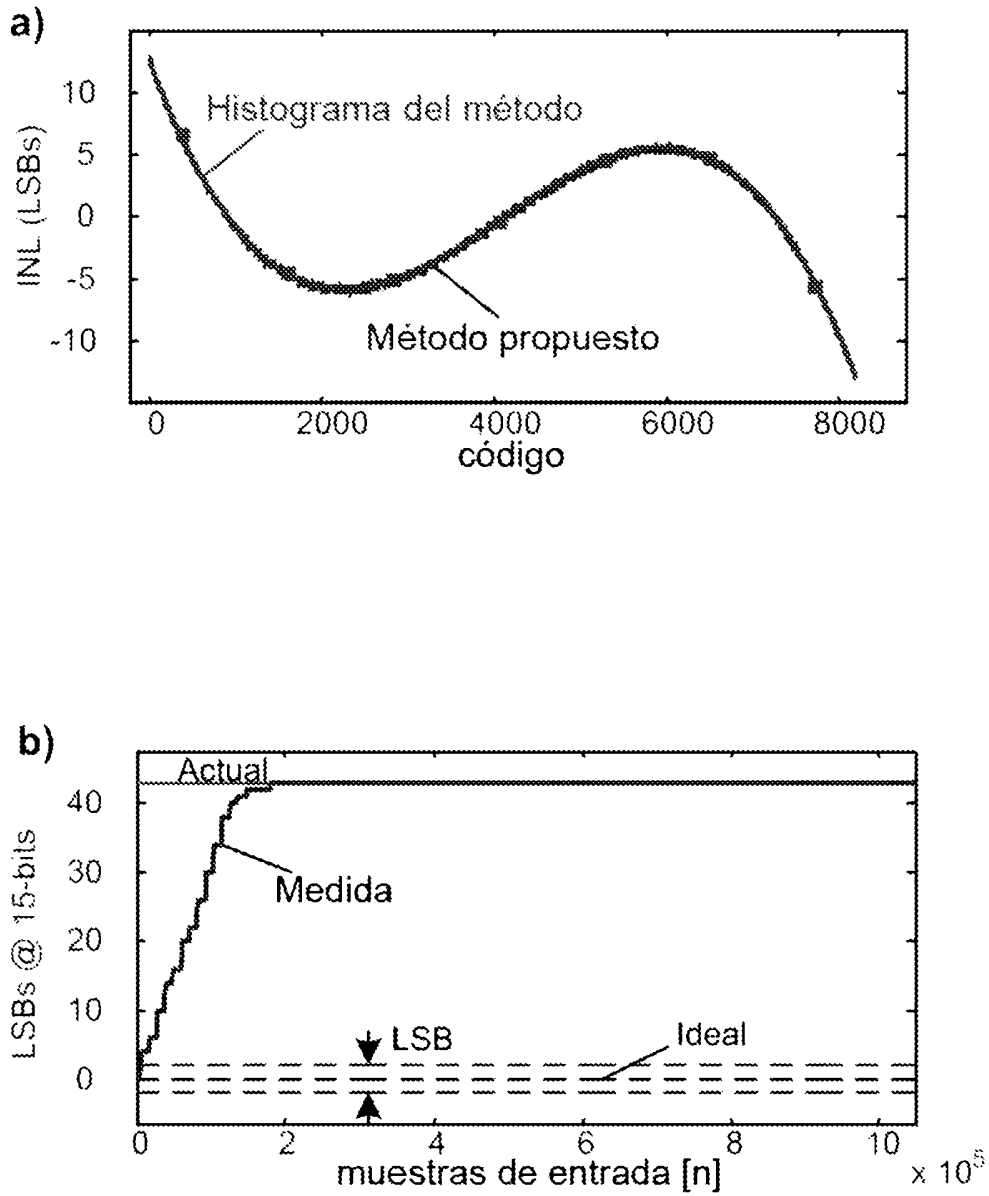 a)
10
5
0
-5
-10
INL (LSBs)
Histograma del método
Método propuesto
0 2000 4000 6000 8000
código
b)
Actual
40
30
20
10
0
LSBs @ 15-bits
Medida
LSB
Ideal
0 2 4 6 8 10
muestras de entrada [n]
x 10⁵